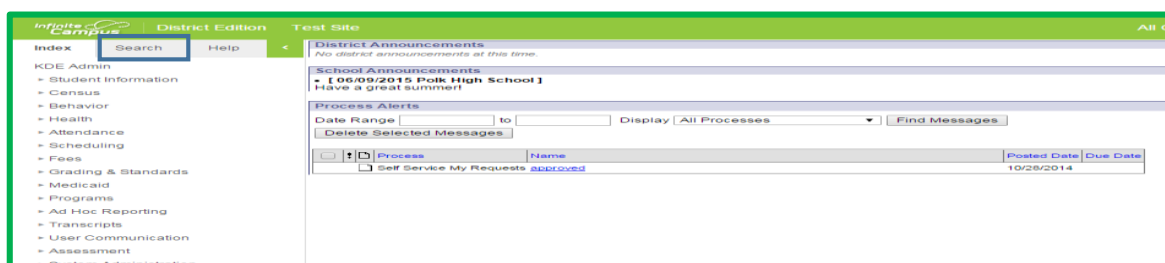 Infinite Campus District Edition Test Site All
Index Search Help <
District Announcements
No district announcements at this time.
School Announcements
• [ 06/09/2015 Polk High School ]
Have a great summer!
Process Alerts
Date Range to Display All Processes Find Messages
Delete Selected Messages
! Process Name Posted Date Due Date
Self Service My Requests approved 10/28/2014
KDE Admin
Student Information
Census
Behavior
Health
Attendance
Scheduling
Fees
Grading & Standards
Medicaid
Programs
Ad Hoc Reporting
Transcripts
User Communication
Assessment